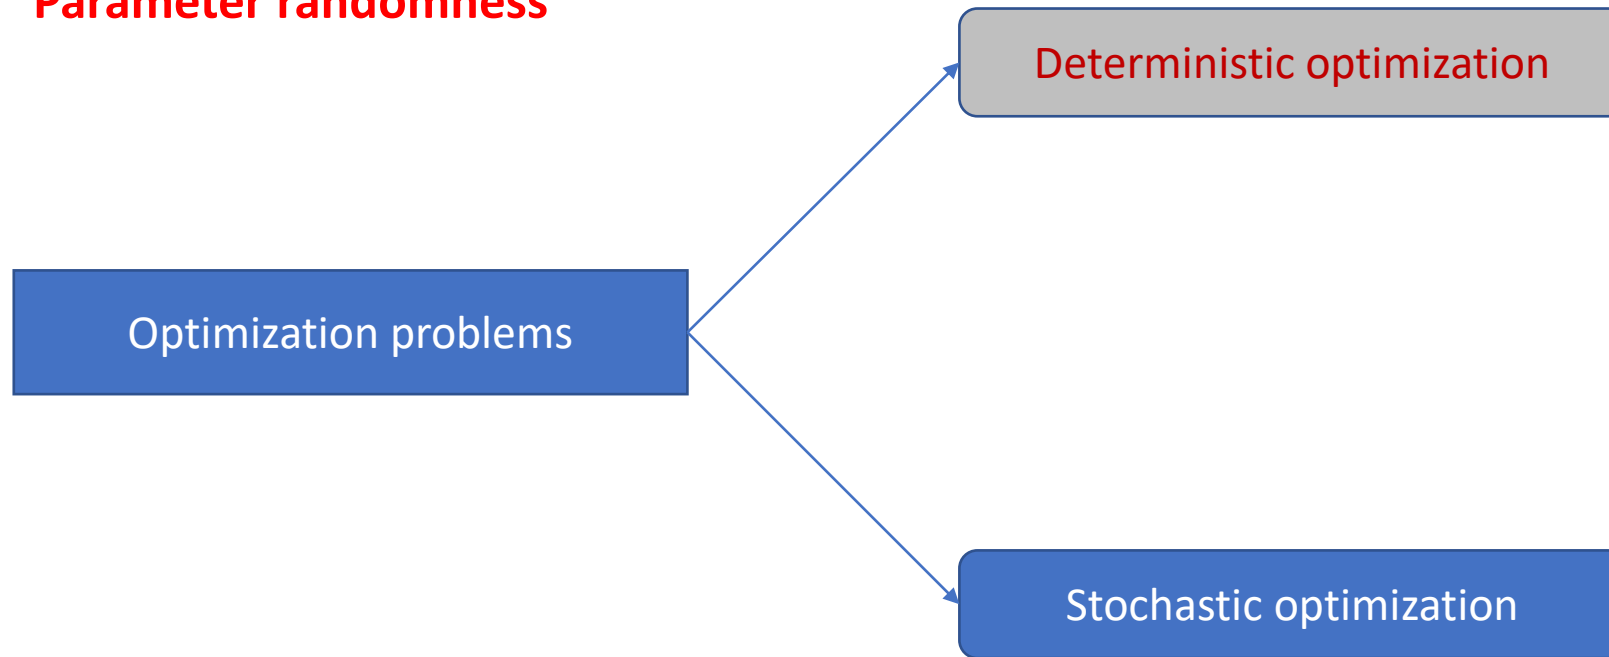 Parameter randomness
Deterministic optimization
Optimization problems
Stochastic optimization